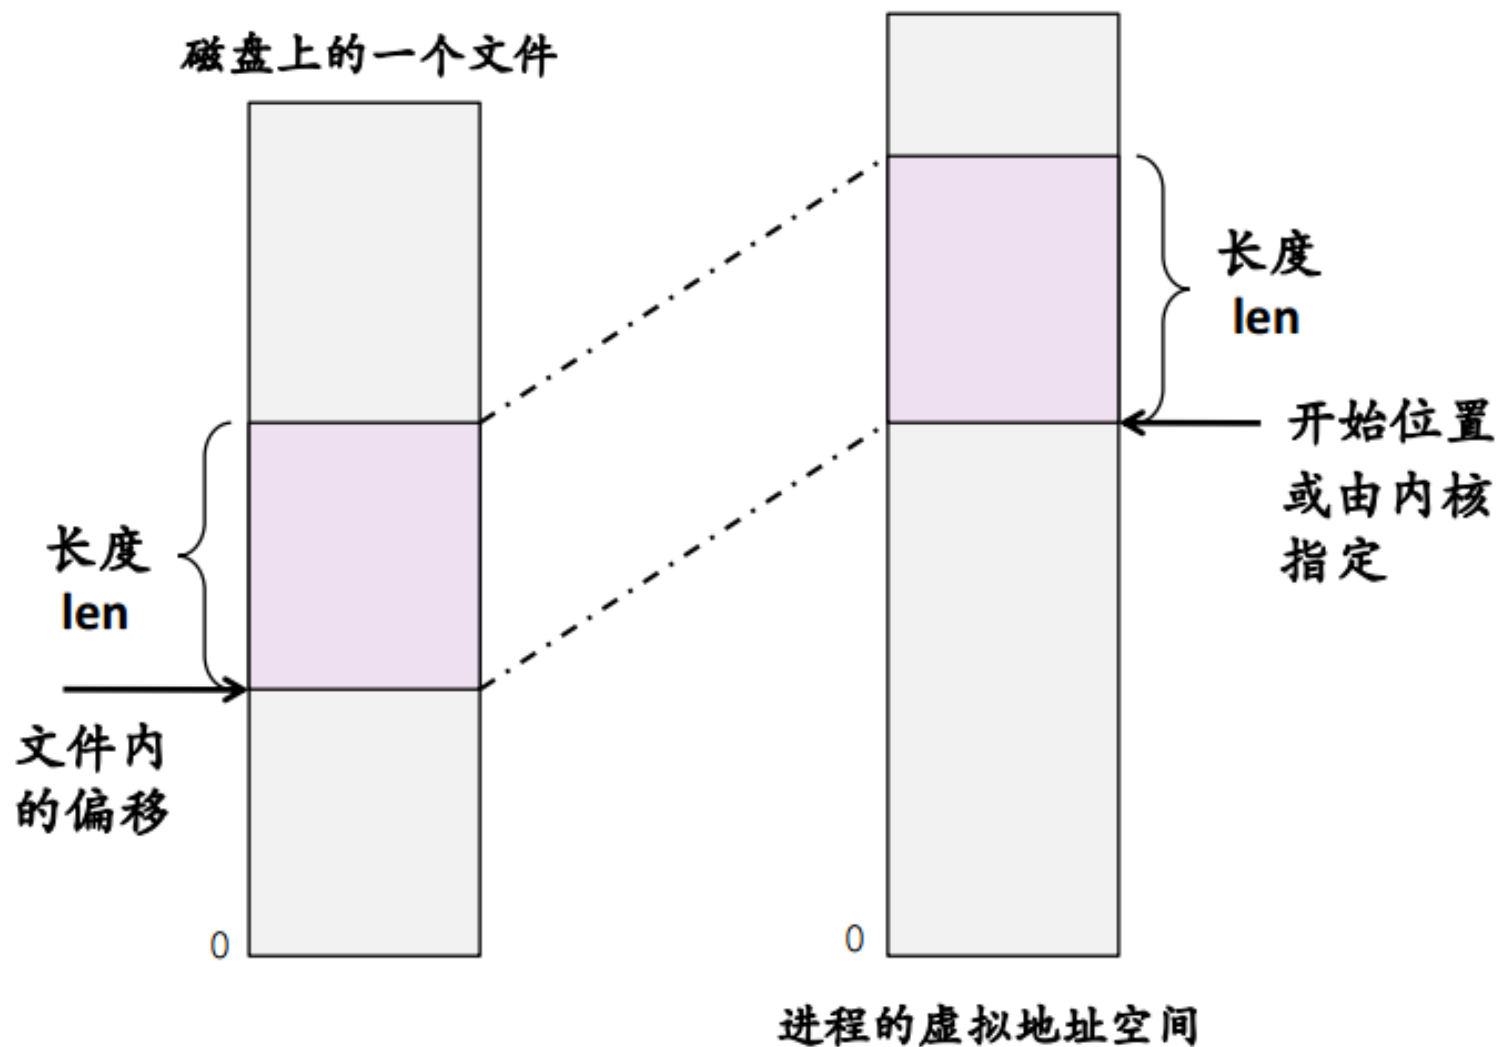 磁盘上的一个文件
长度
len
开始位置
或由内核
指定
长度
len
文件内
的偏移
0
0
进程的虚拟地址空间